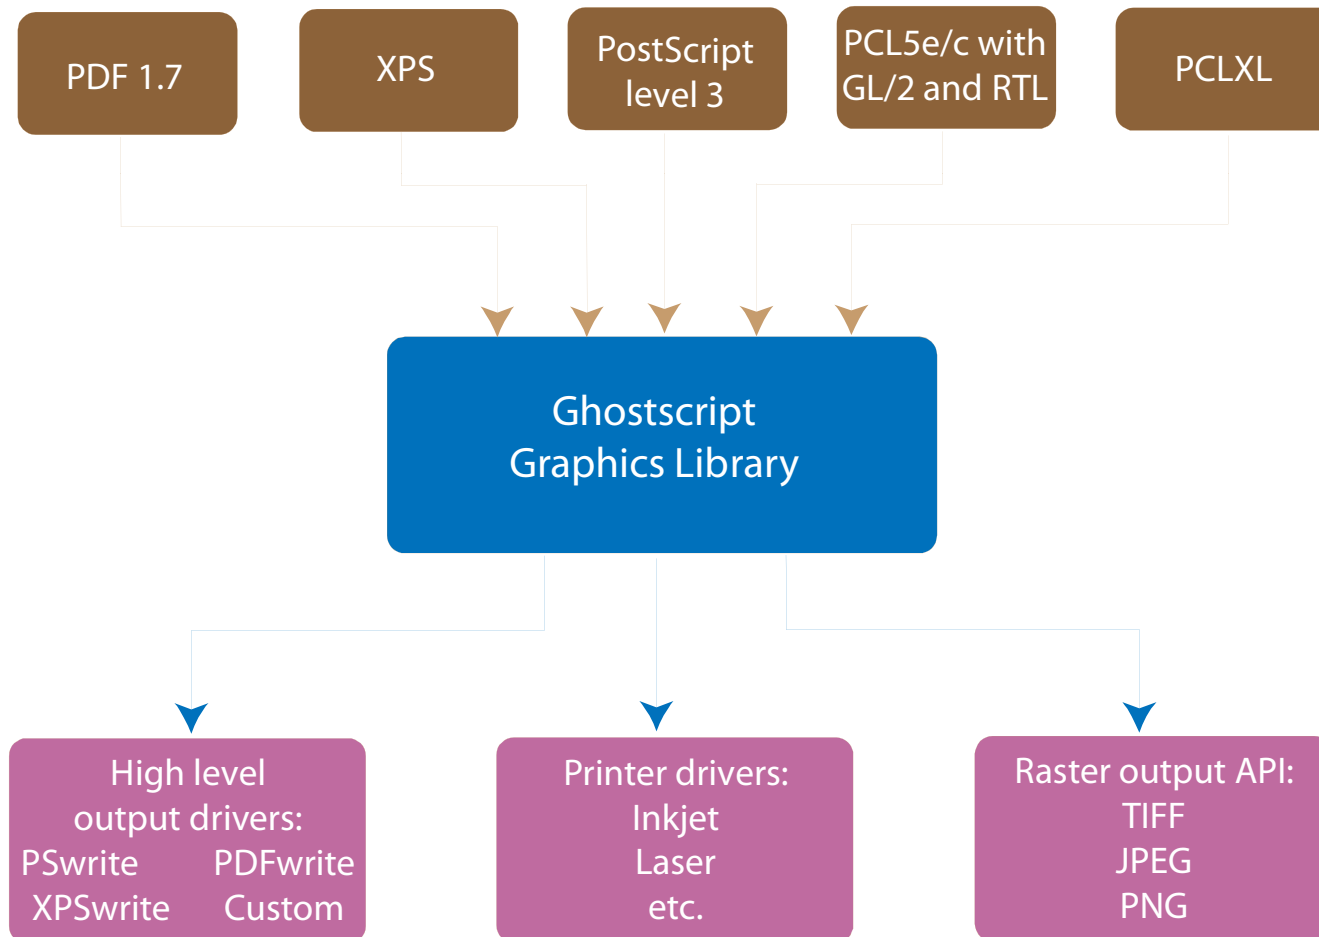 PDF 1.7
XPS
PostScript
level 3
PCL5e/c with
GL/2 and RTL
PCLXL
Ghostscript
Graphics Library
High level
output drivers:
PSwrite PDFwrite
XPSwrite Custom
Printer drivers:
Inkjet
Laser
etc.
Raster output API:
TIFF
JPEG
PNG